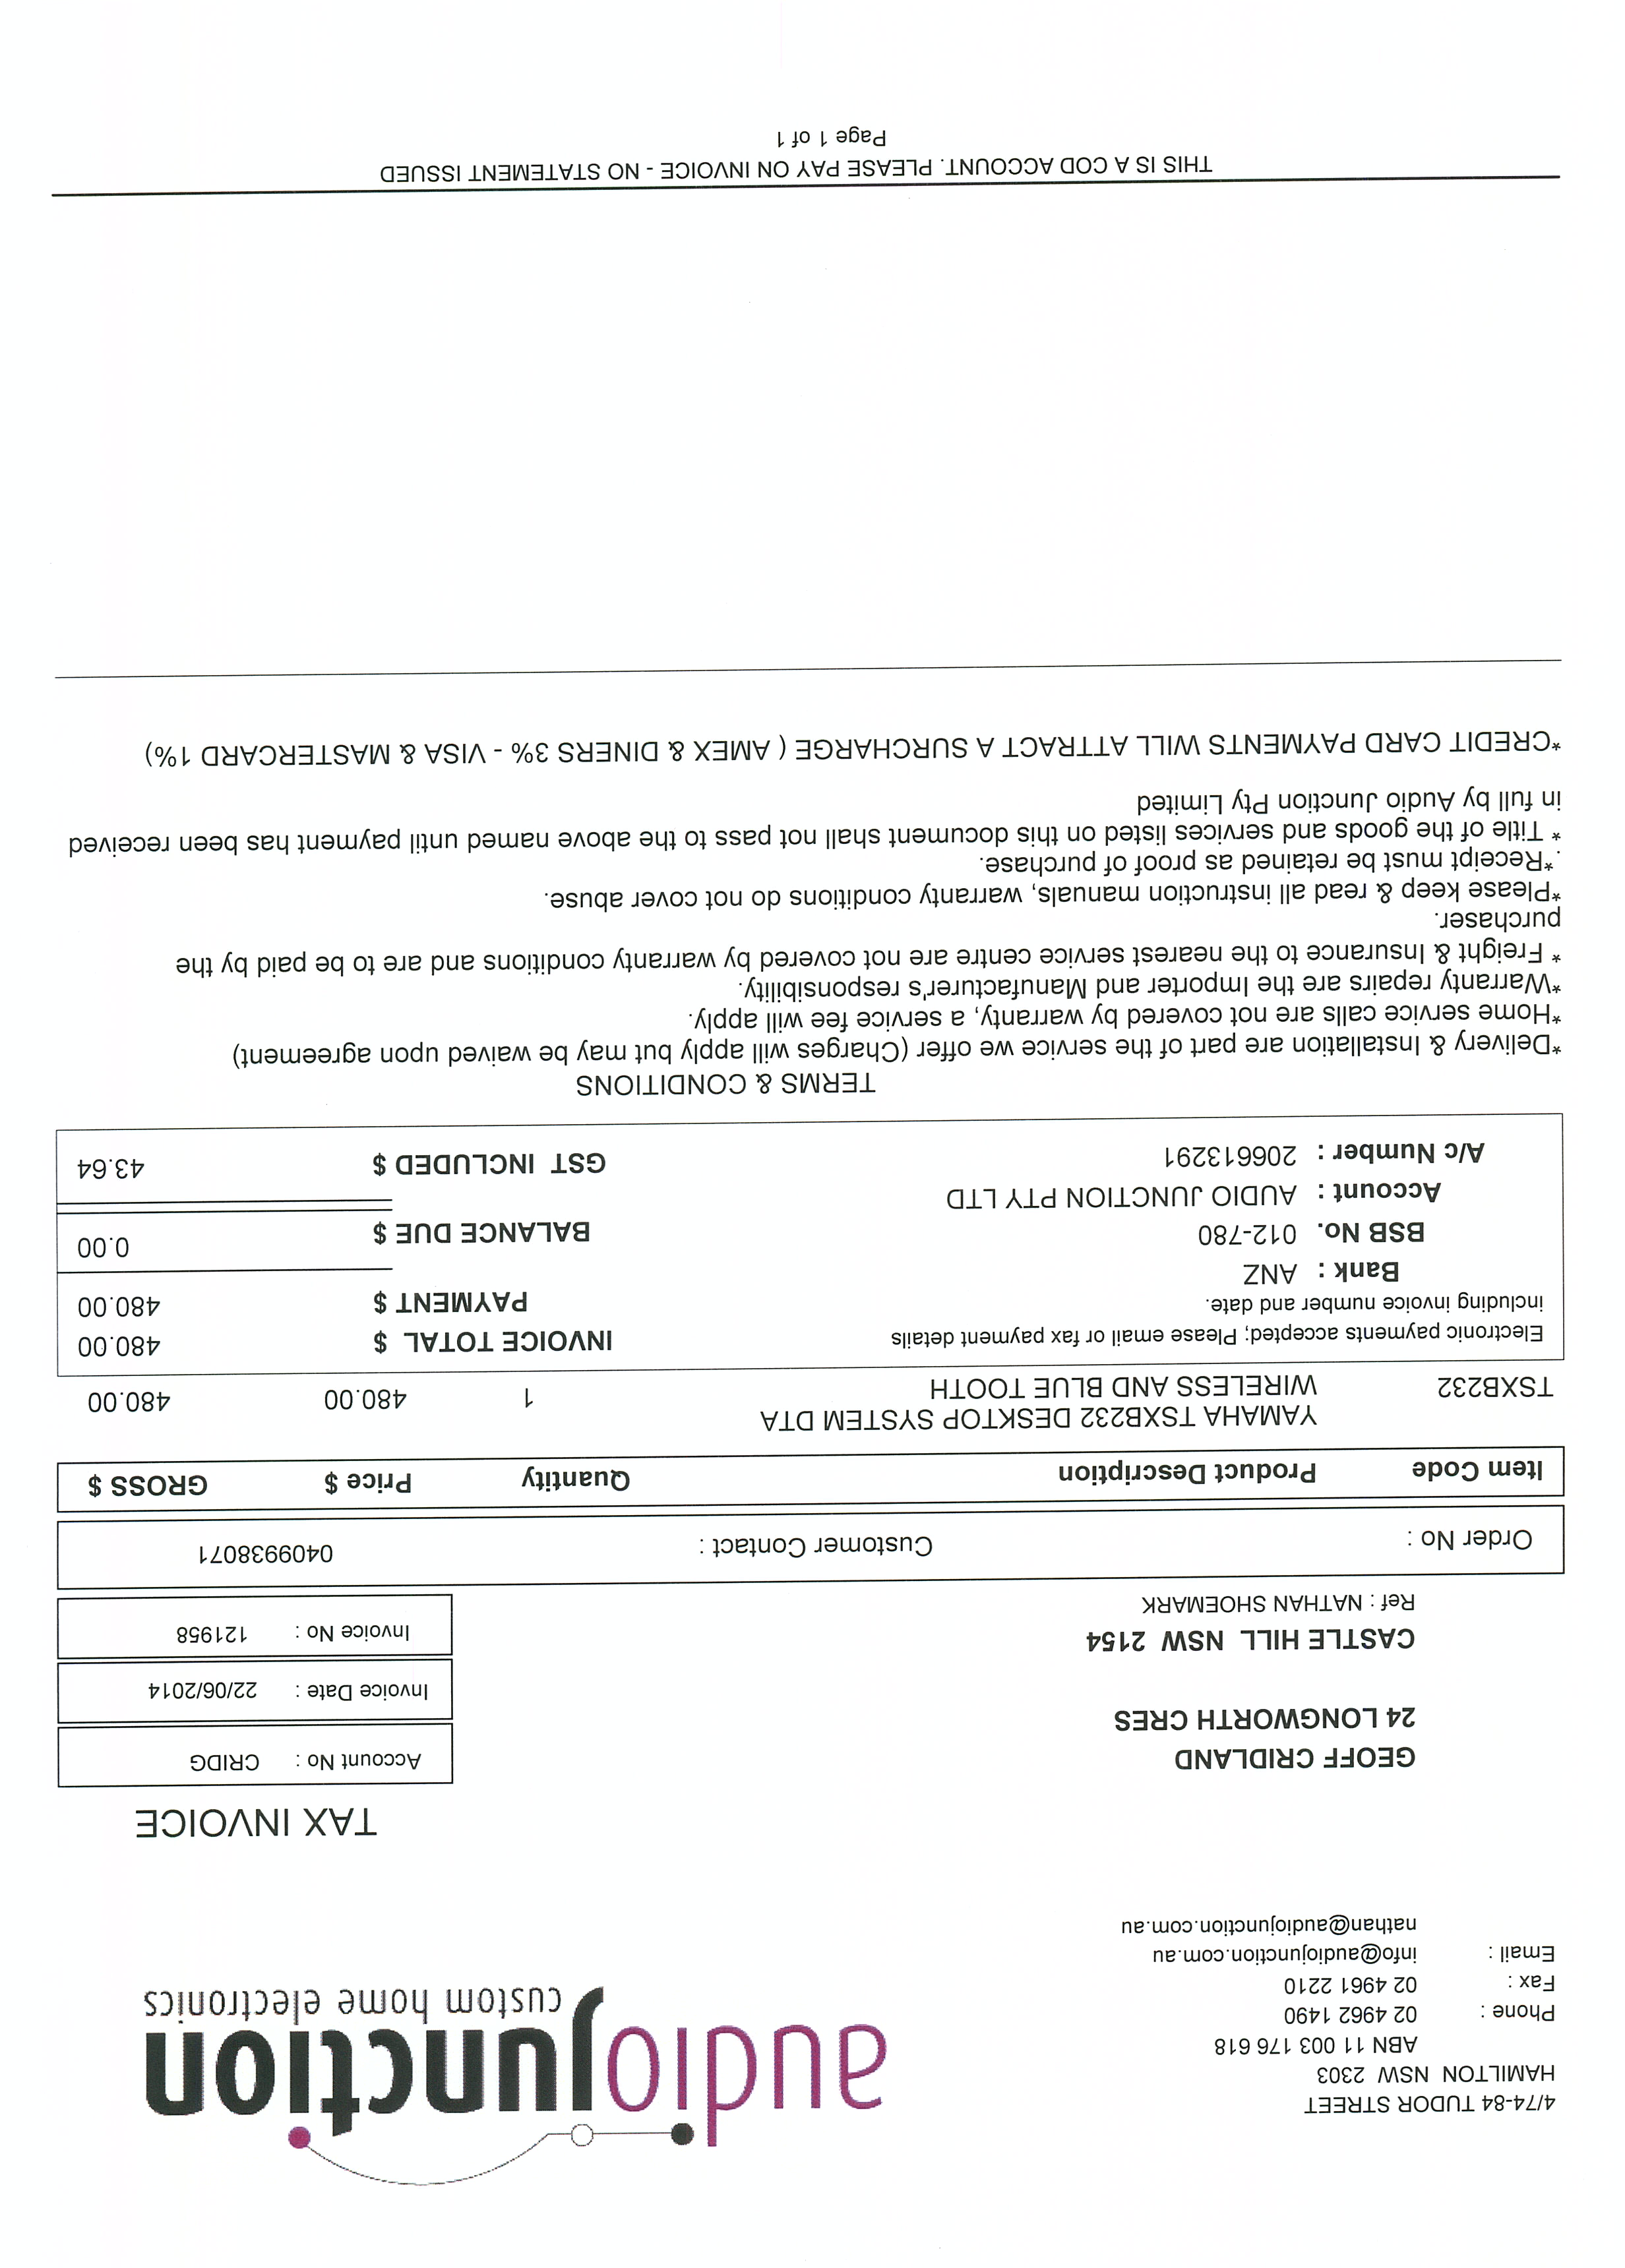 4/74-84 TUDOR STREET
HAMILTON NSW 2303
ABN 11 003 176 618
Phone : 02 4962 1490
Fax : 02 4961 2210
Email : info@audiojunction.com.au
nathan@audiojunction.com.au
audiojunction
custom home electronics
TAX INVOICE
GEOFF CRIDLAND
24 LONGWORTH CRES
CASTLE HILL NSW 2154
Ref : NATHAN SHOEMARK
Account No : CRIDG
Invoice Date : 22/06/2014
Invoice No : 121958
Order No : Customer Contact : 0409938071
Item Code Product Description Quantity Price $ GROSS $
YAMAHA TSXB232 DESKTOP SYSTEM DTA
TSXB232 WIRELESS AND BLUE TOOTH 1 480.00 480.00
Electronic payments accepted; Please email or fax payment details
including invoice number and date.
Bank : ANZ
BSB No. 012-780
Account : AUDIO JUNCTION PTY LTD
A/c Number : 206613291
INVOICE TOTAL $ 480.00
PAYMENT $ 480.00
BALANCE DUE $ 0.00
GST INCLUDED $ 43.64
TERMS & CONDITIONS
*Delivery & Installation are part of the service we offer (Charges will apply but may be waived upon agreement)
*Home service calls are not covered by warranty, a service fee will apply.
*Warranty repairs are the Importer and Manufacturer's responsibility.
* Freight & Insurance to the nearest service centre are not covered by warranty conditions and are to be paid by the
purchaser.
*Please keep & read all instruction manuals, warranty conditions do not cover abuse.
.*Receipt must be retained as proof of purchase.
* Title of the goods and services listed on this document shall not pass to the above named until payment has been received
in full by Audio Junction Pty Limited
*CREDIT CARD PAYMENTS WILL ATTRACT A SURCHARGE ( AMEX & DINERS 3% - VISA & MASTERCARD 1%)
THIS IS A COD ACCOUNT. PLEASE PAY ON INVOICE - NO STATEMENT ISSUED
Page 1 of 1